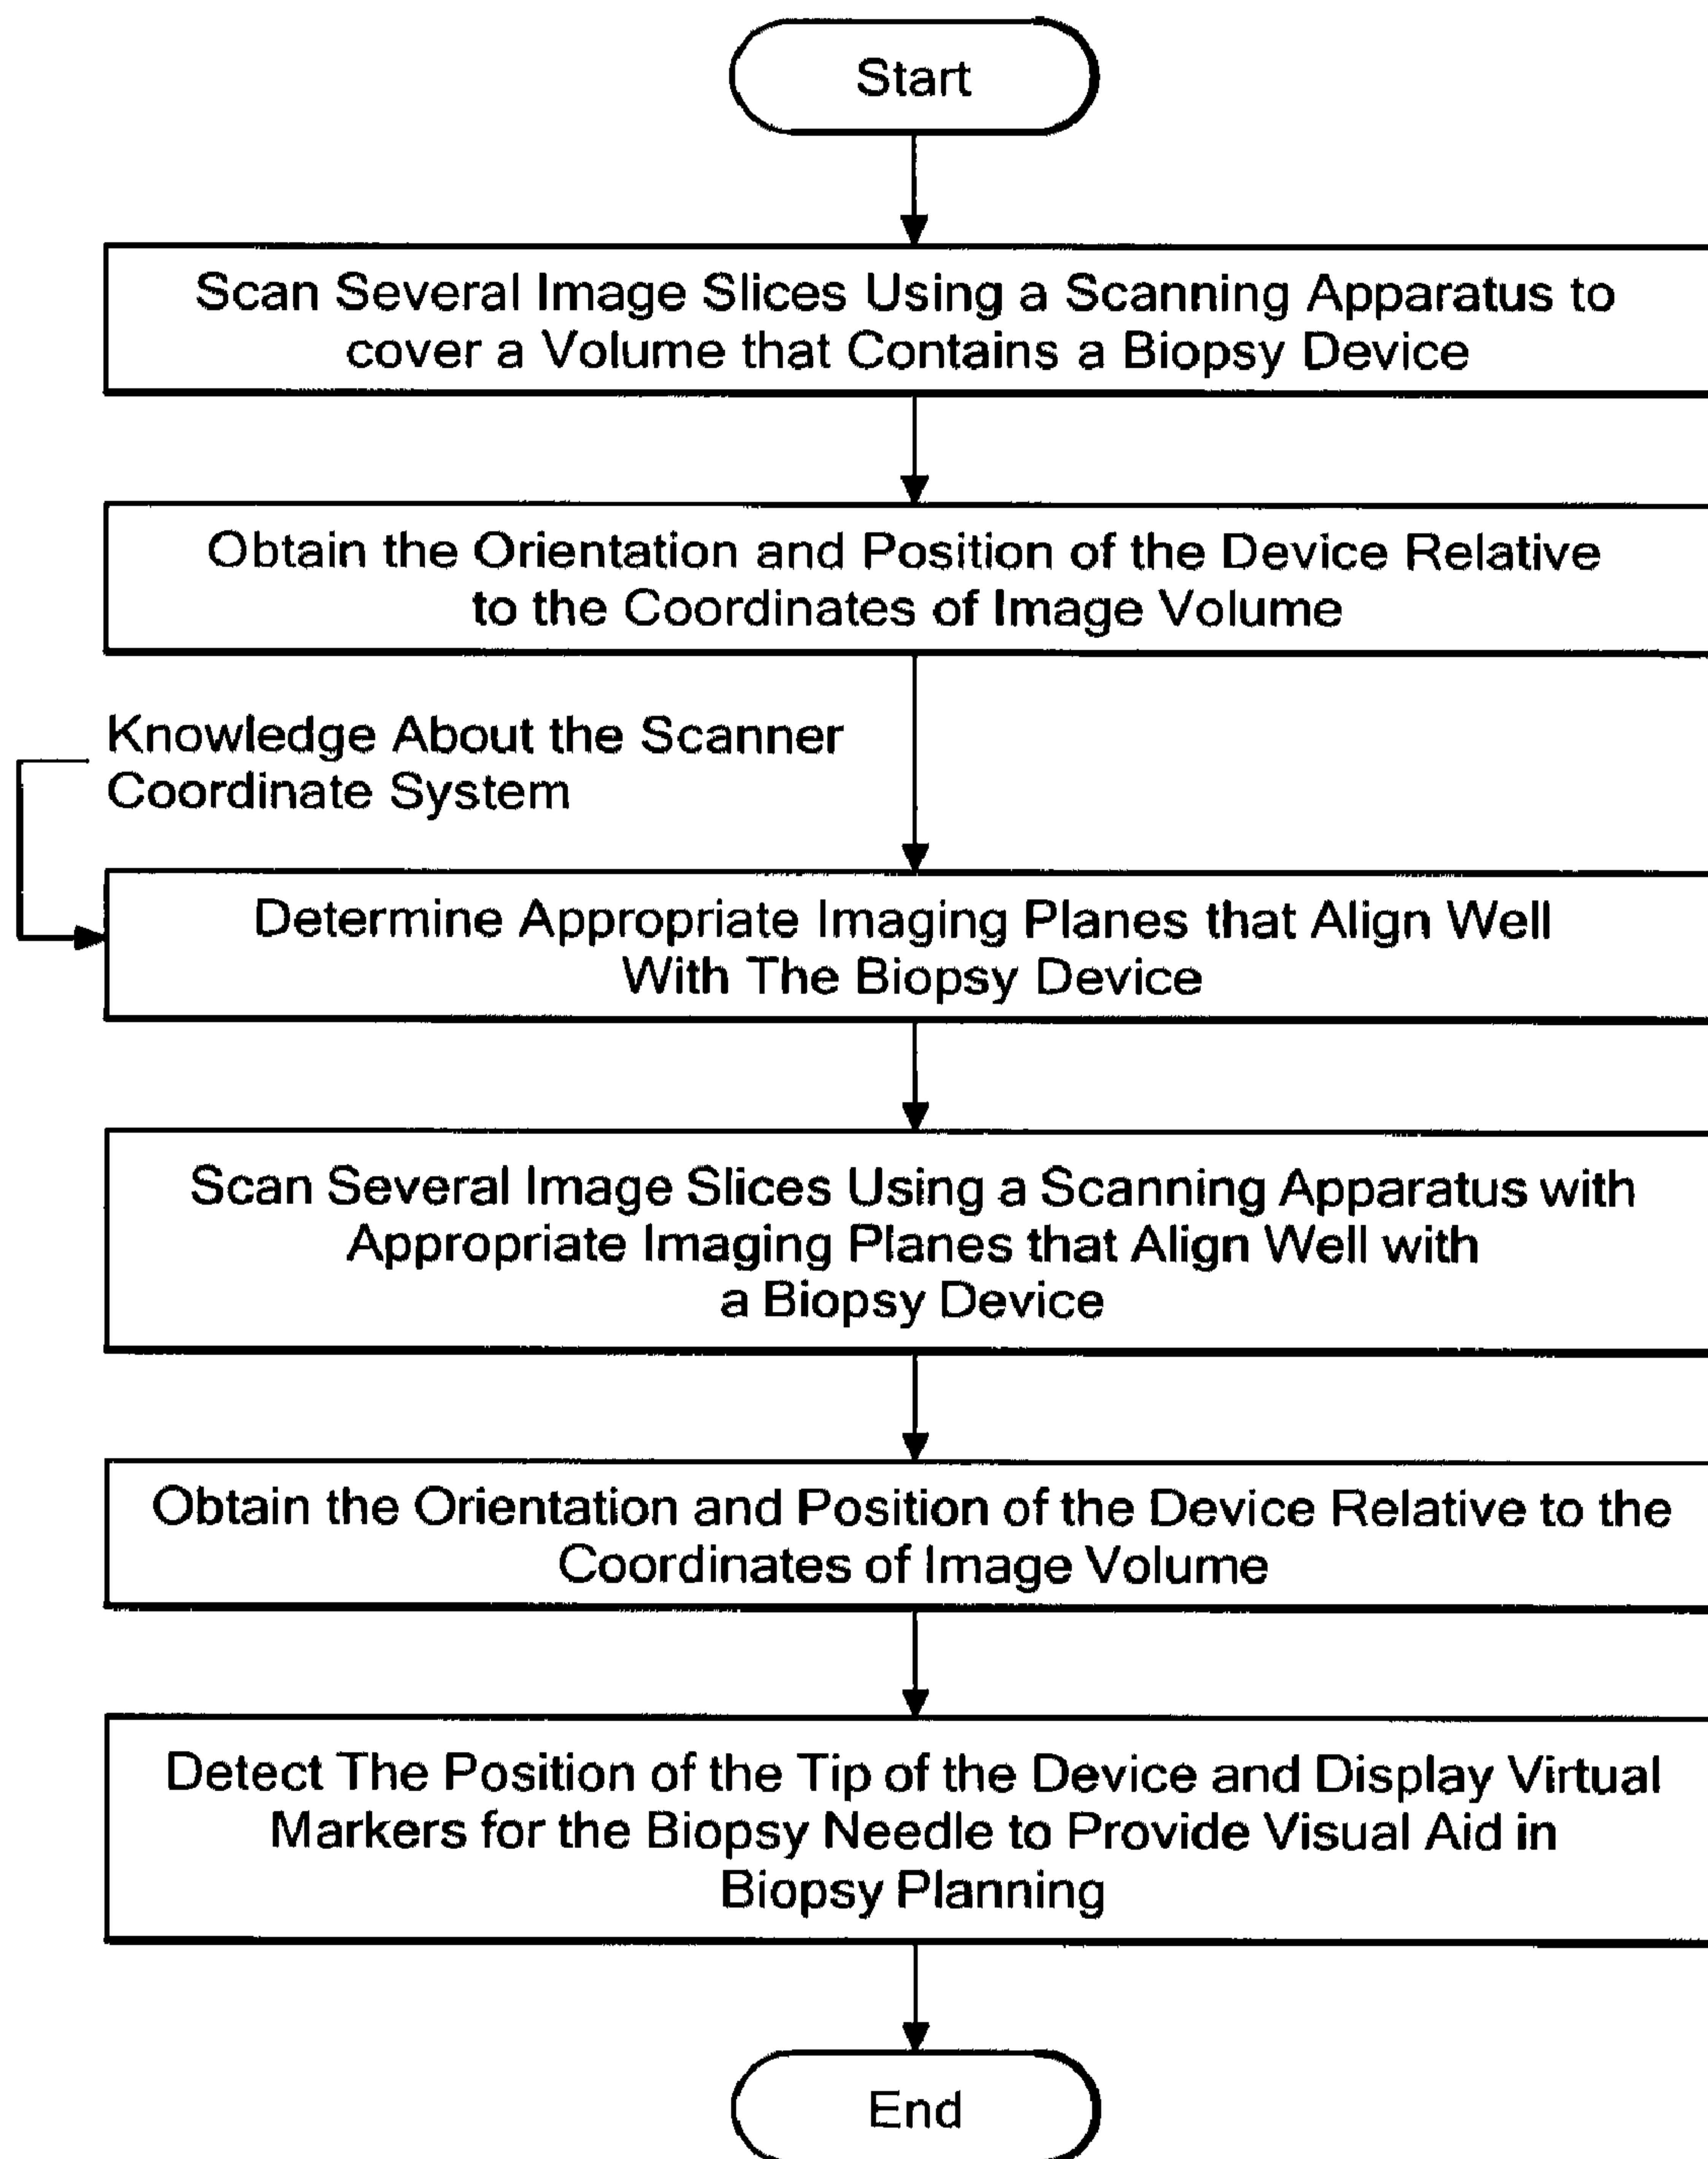 Start
Scan Several Image Slices Using a Scanning Apparatus to
cover a Volume that Contains a Biopsy Device
Obtain the Orientation and Position of the Device Relative
to the Coordinates of Image Volume
Knowledge About the Scanner
Coordinate System
Determine Appropriate Imaging Planes that Align Well
With The Biopsy Device
Scan Several Image Slices Using a Scanning Apparatus with
Appropriate Imaging Planes that Align Well with
a Biopsy Device
Obtain the Orientation and Position of the Device Relative to the
Coordinates of Image Volume
Detect The Position of the Tip of the Device and Display Virtual
Markers for the Biopsy Needle to Provide Visual Aid in
Biopsy Planning
End